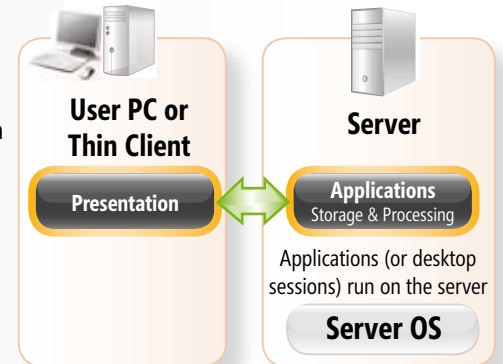 User PC or
Thin Client
Presentation
Server
Applications
Storage & Processing
Applications (or desktop
sessions) run on the server
Server OS